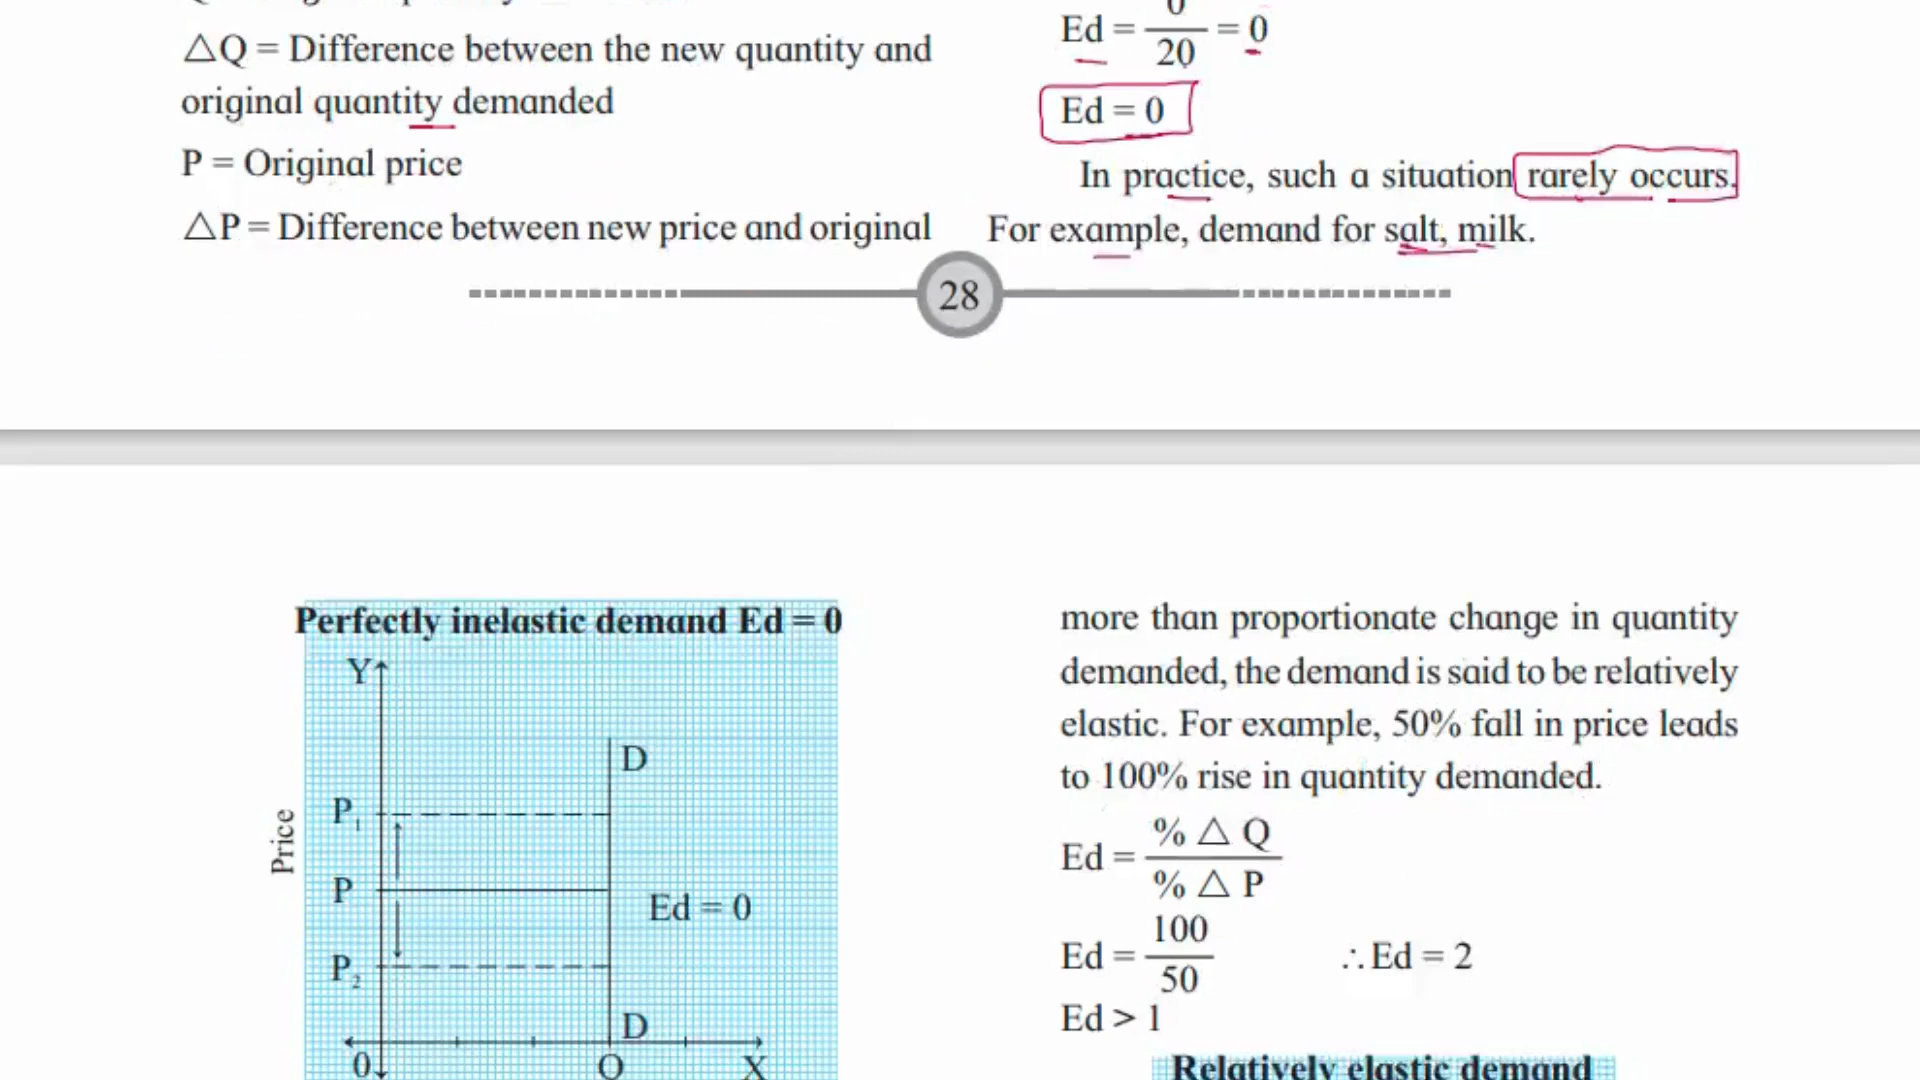 △Q = Difference between the new quantity and
original quantity demanded
P = Original price
△P = Difference between new price and original
Ed = 0/20 = 0
Ed = 0
In practice, such a situation rarely occurs.
For example, demand for salt, milk.
28
Perfectly inelastic demand Ed = 0
Y
D
P₁
Price
P
Ed = 0
P₂
D
0
Q
X
more than proportionate change in quantity
demanded, the demand is said to be relatively
elastic. For example, 50% fall in price leads
to 100% rise in quantity demanded.
Ed = % △ Q / % △ P
Ed = 100/50 ∴ Ed = 2
Ed > 1
Relatively elastic demand